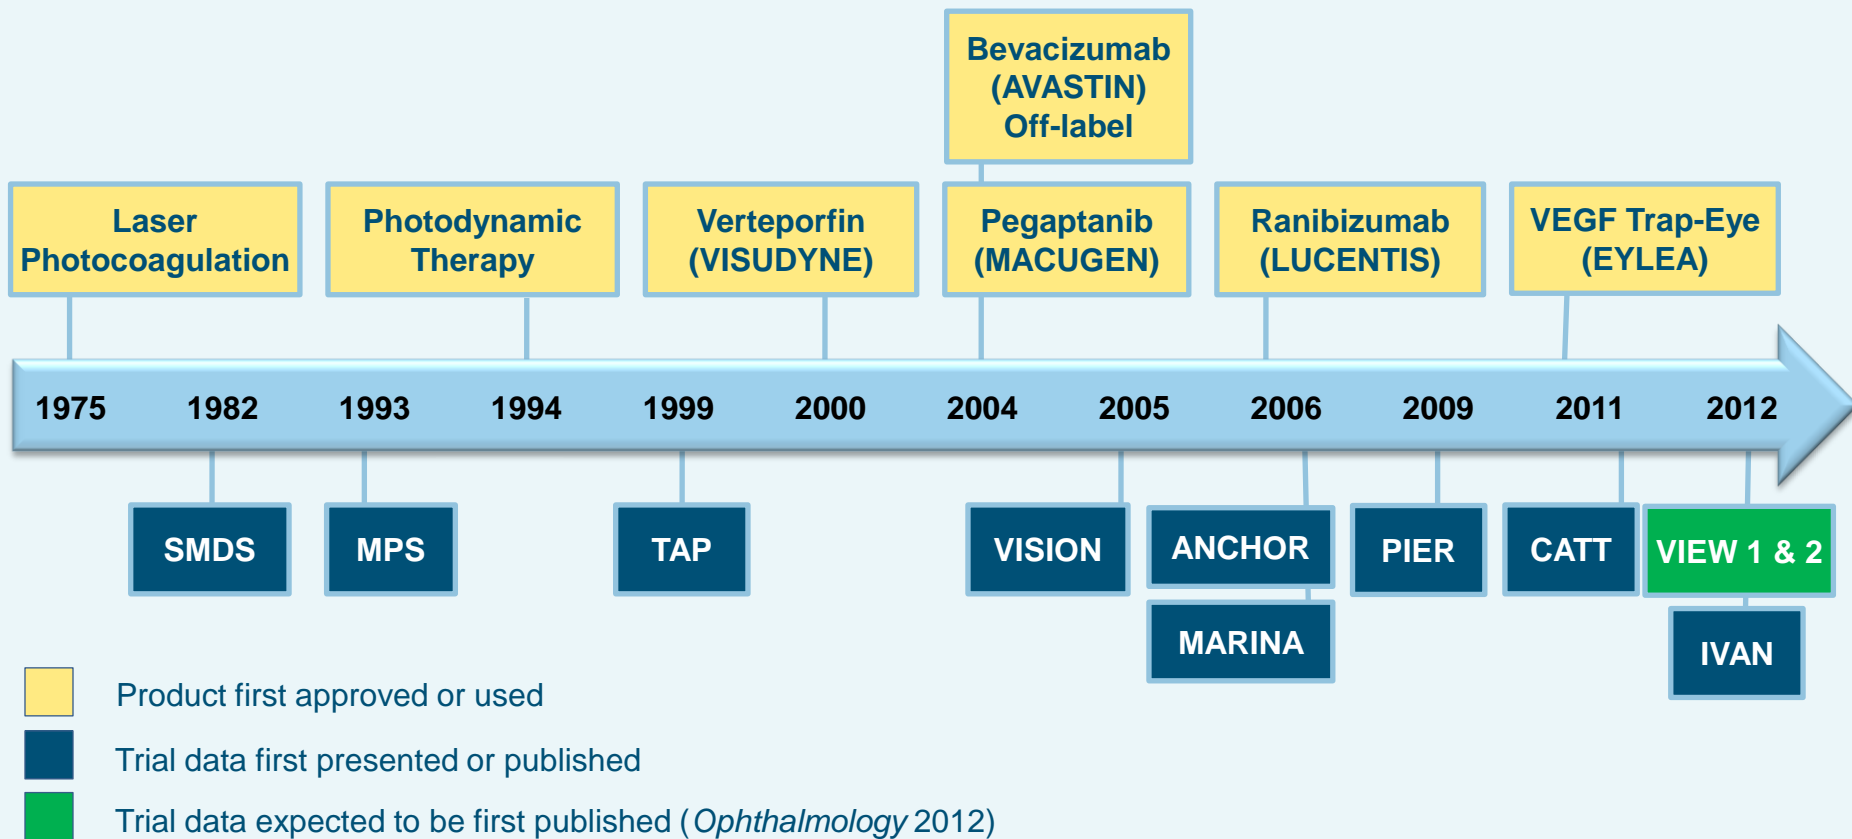 Bevacizumab
(AVASTIN)
Off-label
Laser
Photocoagulation
Photodynamic
Therapy
Verteporfin
(VISUDYNE)
Pegaptanib
(MACUGEN)
Ranibizumab
(LUCENTIS)
VEGF Trap-Eye
(EYLEA)
1975 1982 1993 1994 1999 2000 2004 2005 2006 2009 2011 2012
SMDS
MPS
TAP
VISION
ANCHOR
MARINA
PIER
CATT
VIEW 1 & 2
IVAN
Product first approved or used
Trial data first presented or published
Trial data expected to be first published (Ophthalmology 2012)